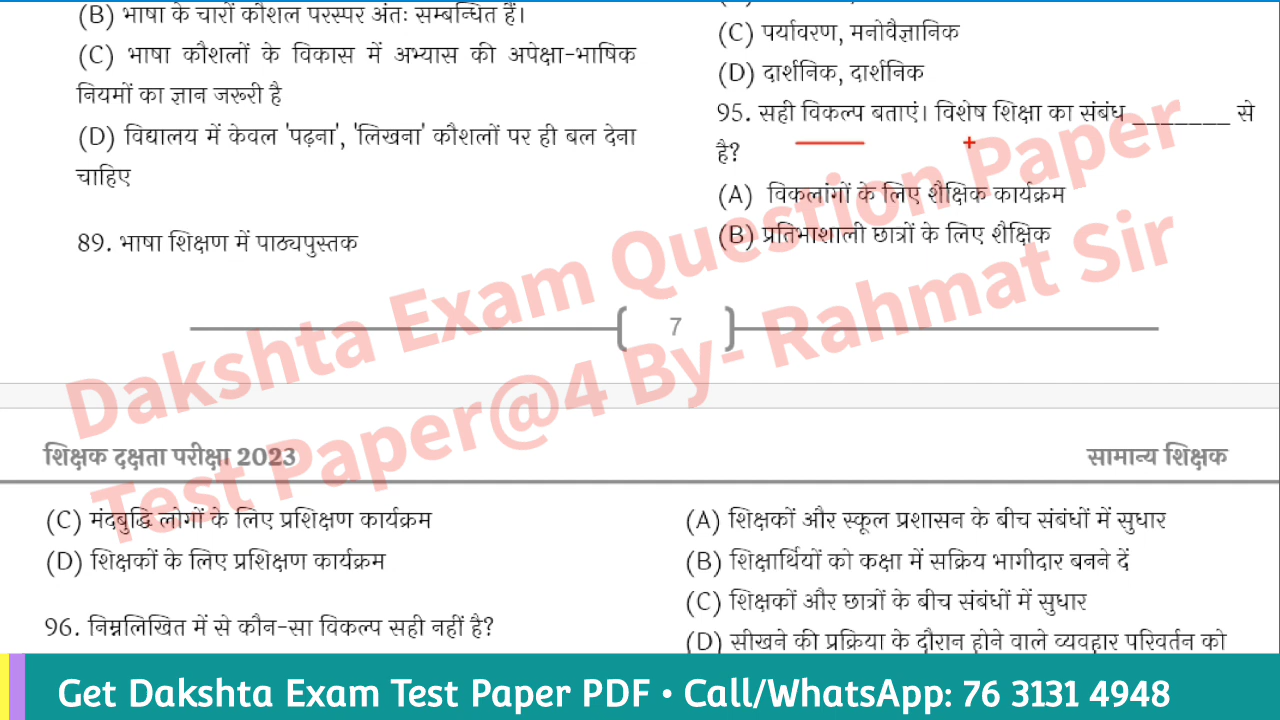 (B) भाषा के चारों कौशल परस्पर अंतः सम्बन्धित हैं।
(C) भाषा कौशलों के विकास में अभ्यास की अपेक्षा-भाषिक
नियमों का ज्ञान जरूरी है
(D) विद्यालय में केवल 'पढ़ना', 'लिखना' कौशलों पर ही बल देना
चाहिए
89. भाषा शिक्षण में पाठ्यपुस्तक
(C) पर्यावरण, मनोवैज्ञानिक
(D) दार्शनिक, दार्शनिक
95. सही विकल्प बताएं। विशेष शिक्षा का संबंध ________ से
है?
(A) विकलांगों के लिए शैक्षिक कार्यक्रम
(B) प्रतिभाशाली छात्रों के लिए शैक्षिक
7
Dakshta Exam Question Paper
Test Paper@4 By- Rahmat Sir
शिक्षक दक्षता परीक्षा 2023
सामान्य शिक्षक
(C) मंदबुद्धि लोगों के लिए प्रशिक्षण कार्यक्रम
(D) शिक्षकों के लिए प्रशिक्षण कार्यक्रम
96. निम्नलिखित में से कौन-सा विकल्प सही नहीं है?
(A) शिक्षकों और स्कूल प्रशासन के बीच संबंधों में सुधार
(B) शिक्षार्थियों को कक्षा में सक्रिय भागीदार बनने दें
(C) शिक्षकों और छात्रों के बीच संबंधों में सुधार
(D) सीखने की प्रक्रिया के दौरान होने वाले व्यवहार परिवर्तन को
Get Dakshta Exam Test Paper PDF • Call/WhatsApp: 76 3131 4948